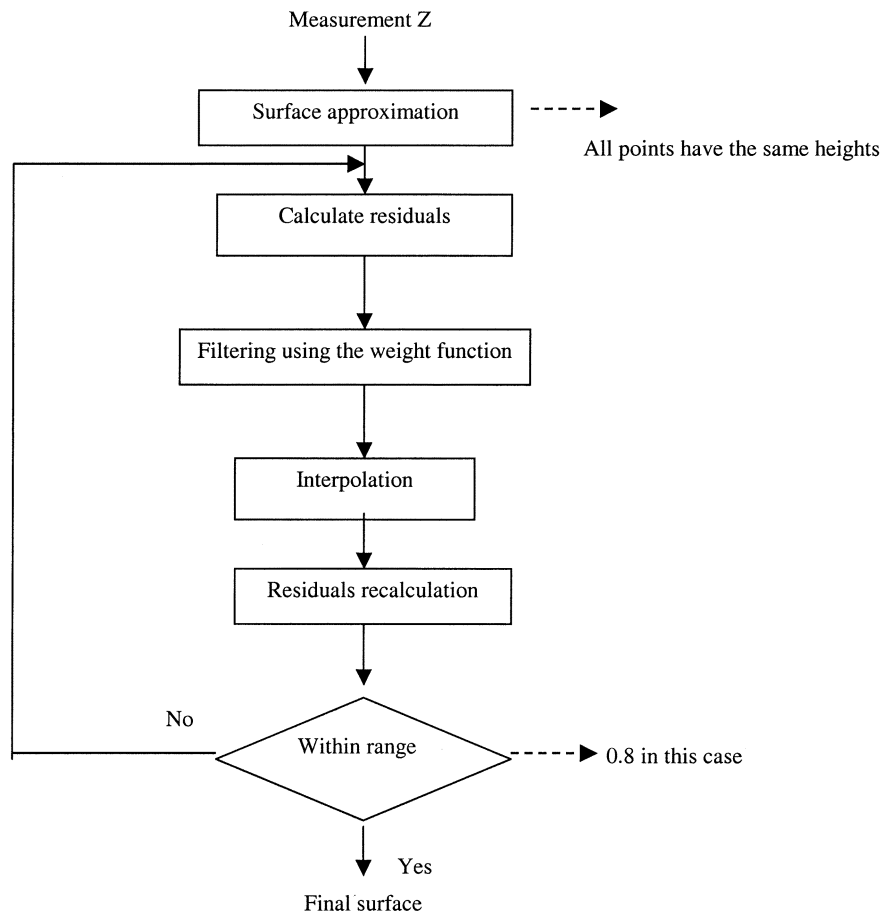 Measurement Z
Surface approximation
All points have the same heights
Calculate residuals
Filtering using the weight function
Interpolation
Residuals recalculation
No
Within range
0.8 in this case
Yes
Final surface